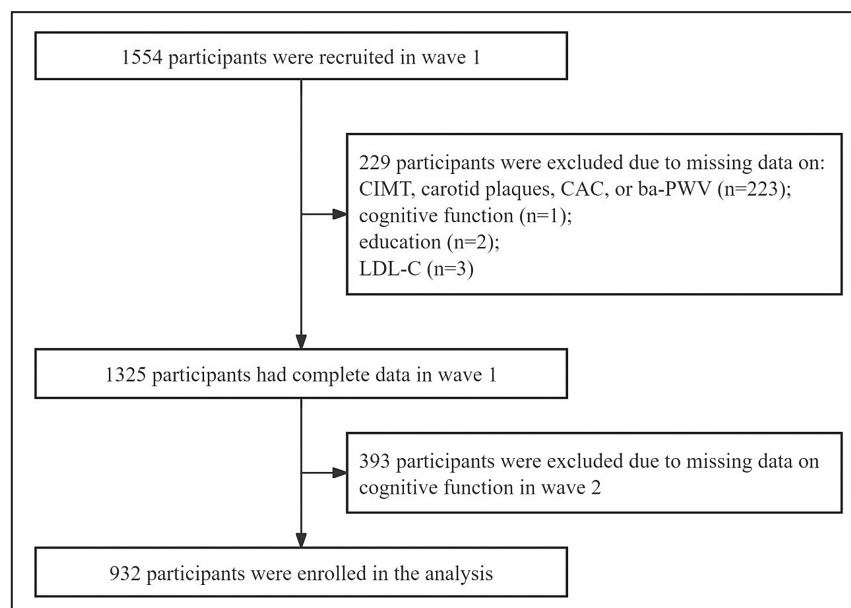 1554 participants were recruited in wave 1
229 participants were excluded due to missing data on:
CIMT, carotid plaques, CAC, or ba-PWV (n=223);
cognitive function (n=1);
education (n=2);
LDL-C (n=3)
1325 participants had complete data in wave 1
393 participants were excluded due to missing data on
cognitive function in wave 2
932 participants were enrolled in the analysis